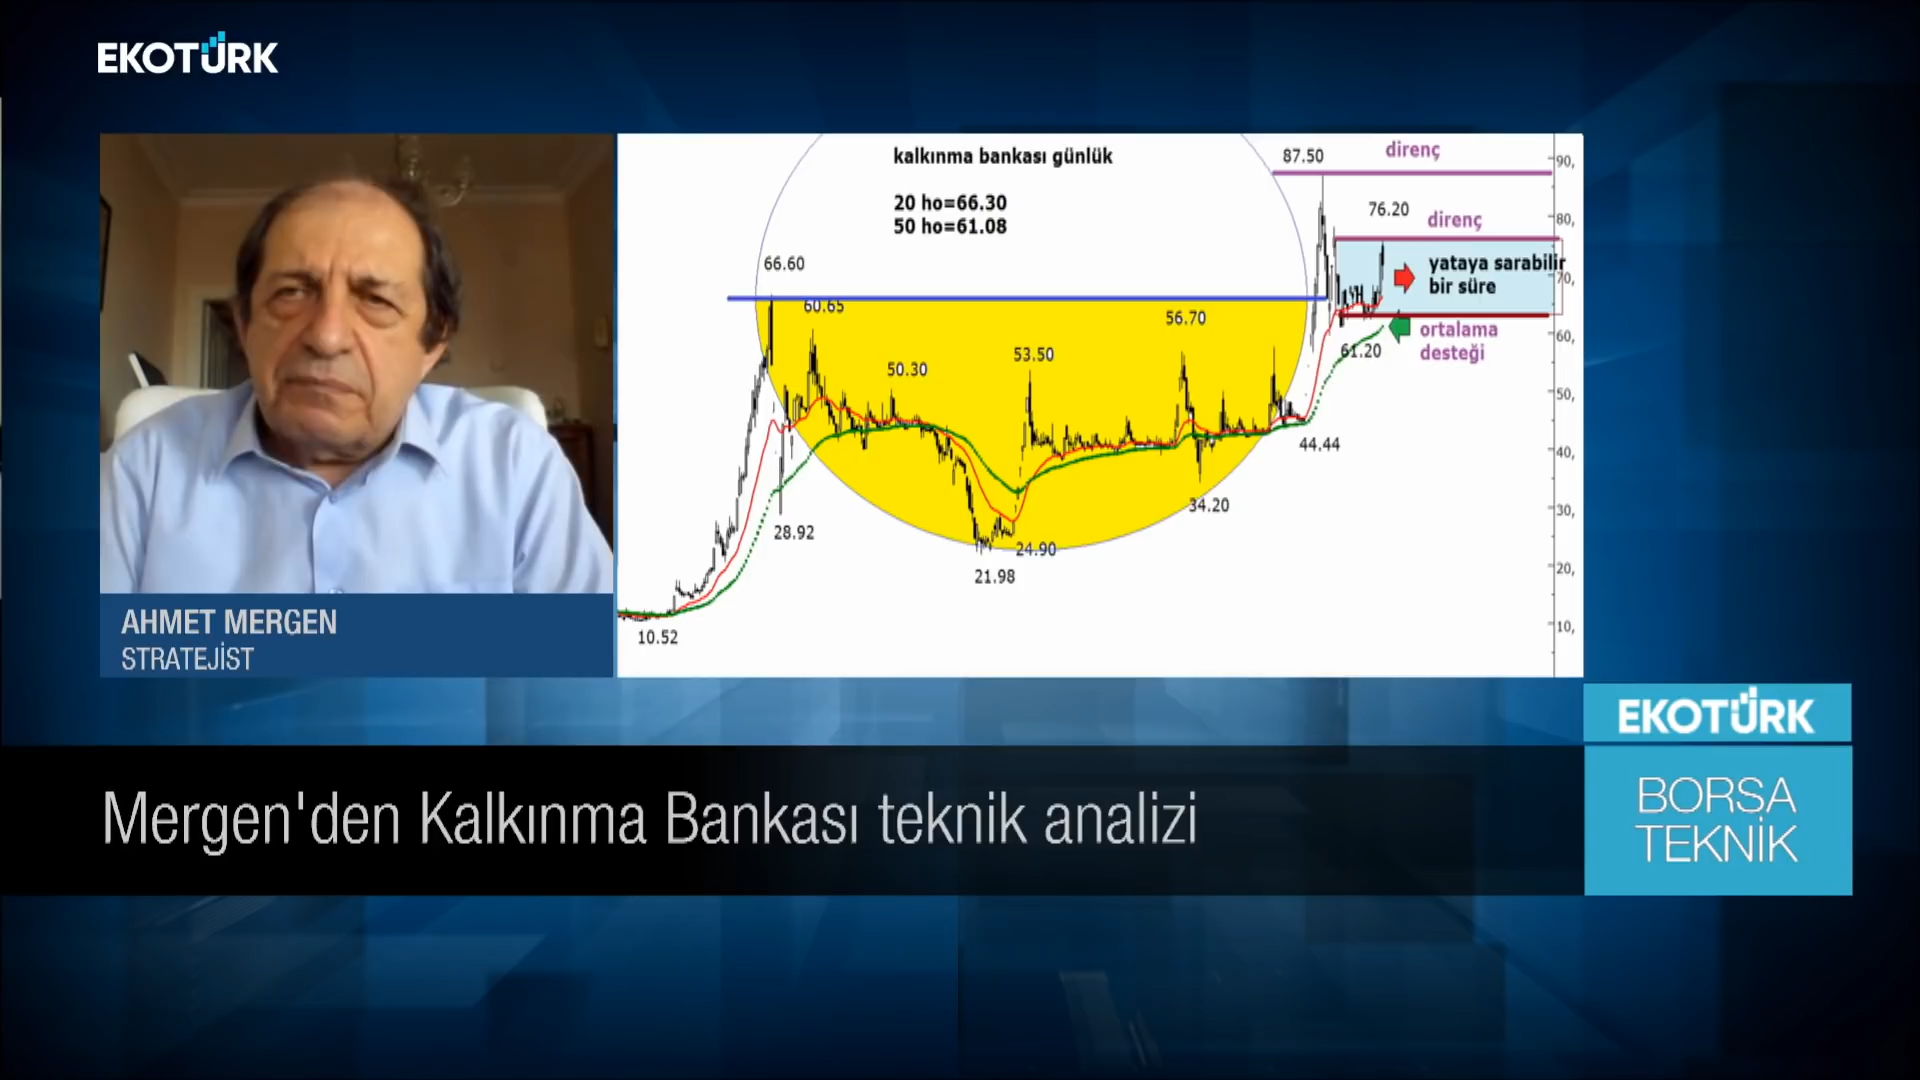 EKOTÜRK
AHMET MERGEN
STRATEJİST
kalkınma bankası günlük
20 ho=66.30
50 ho=61.08
87.50
direnç
76.20
direnç
yataya sarabilir
bir süre
ortalama
desteği
61.20
66.60
60.65
50.30
53.50
56.70
44.44
34.20
28.92
24.90
21.98
10.52
90,
80,
70,
60,
50,
40,
30,
20,
10,
EKOTÜRK
BORSA
TEKNİK
Mergen'den Kalkınma Bankası teknik analizi